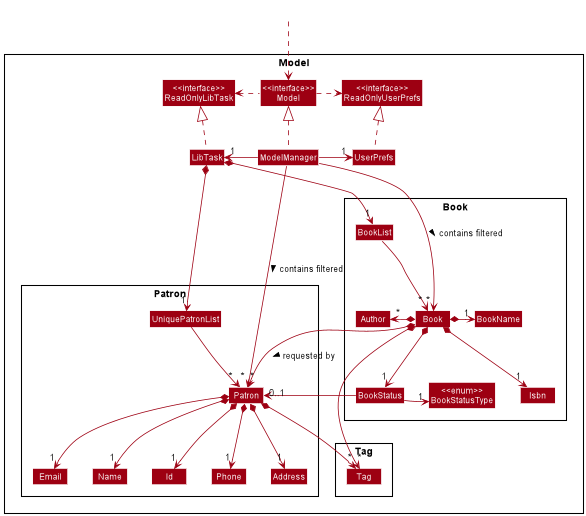 Model
<<interface>>
ReadOnlyLibTask
<<interface>>
Model
<<interface>>
ReadOnlyUserPrefs
LibTask
1
ModelManager
1
UserPrefs
Book
1
BookList
contains filtered
contains filtered
Patron
1
UniquePatronList
* *
Author
*
Book
1
BookName
requested by
* * *
1
1
<<enum>>
BookStatusType
Patron
0..1
BookStatus
1
Isbn
Tag
1
1
1
1
1
* *
Email
Name
Id
Phone
Address
Tag